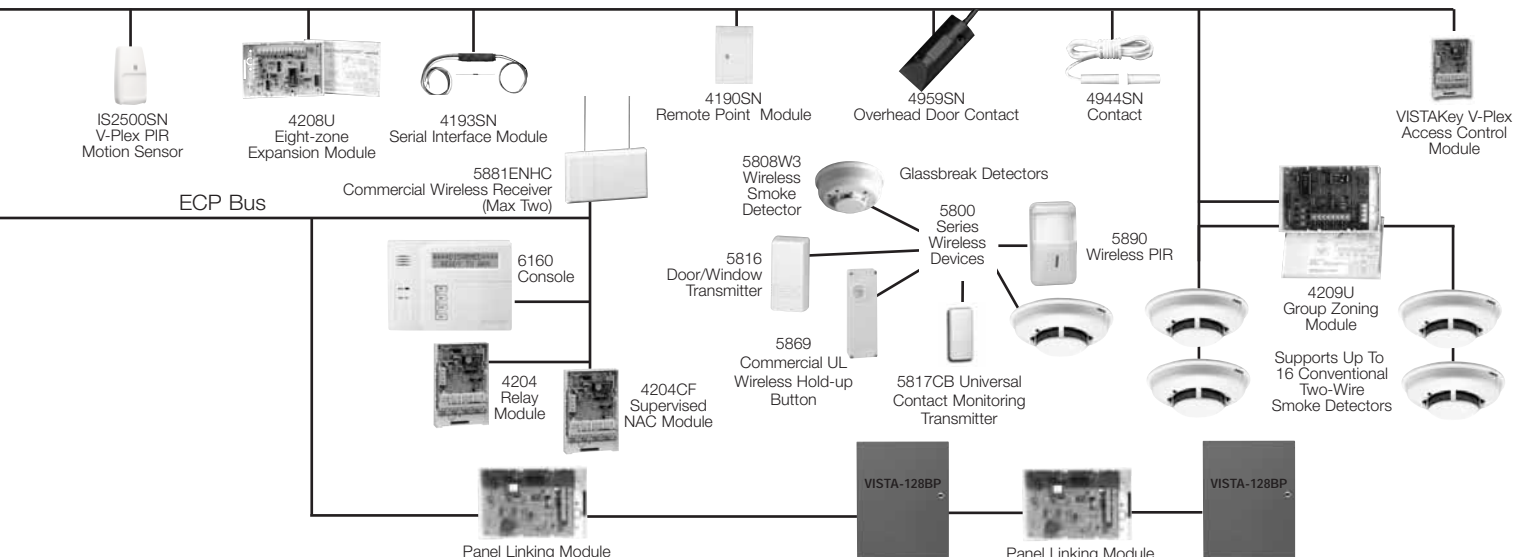 IS2500SN
V-Plex PIR
Motion Sensor
4208U
Eight-zone
Expansion Module
4193SN
Serial Interface Module
4190SN
Remote Point Module
4959SN
Overhead Door Contact
4944SN
Contact
VISTAKey V-Plex
Access Control
Module
5881ENHC
Commercial Wireless Receiver
(Max Two)
ECP Bus
5808W3
Wireless
Smoke
Detector
Glassbreak Detectors
5800
Series
Wireless
Devices
5890
Wireless PIR
6160
Console
5816
Door/Window
Transmitter
4209U
Group Zoning
Module
5869
Commercial UL
Wireless Hold-up
Button
5817CB Universal
Contact Monitoring
Transmitter
Supports Up To
16 Conventional
Two-Wire
Smoke Detectors
4204
Relay
Module
4204CF
Supervised
NAC Module
VISTA-128BP
VISTA-128BP
Panel Linking Module
Panel Linking Module